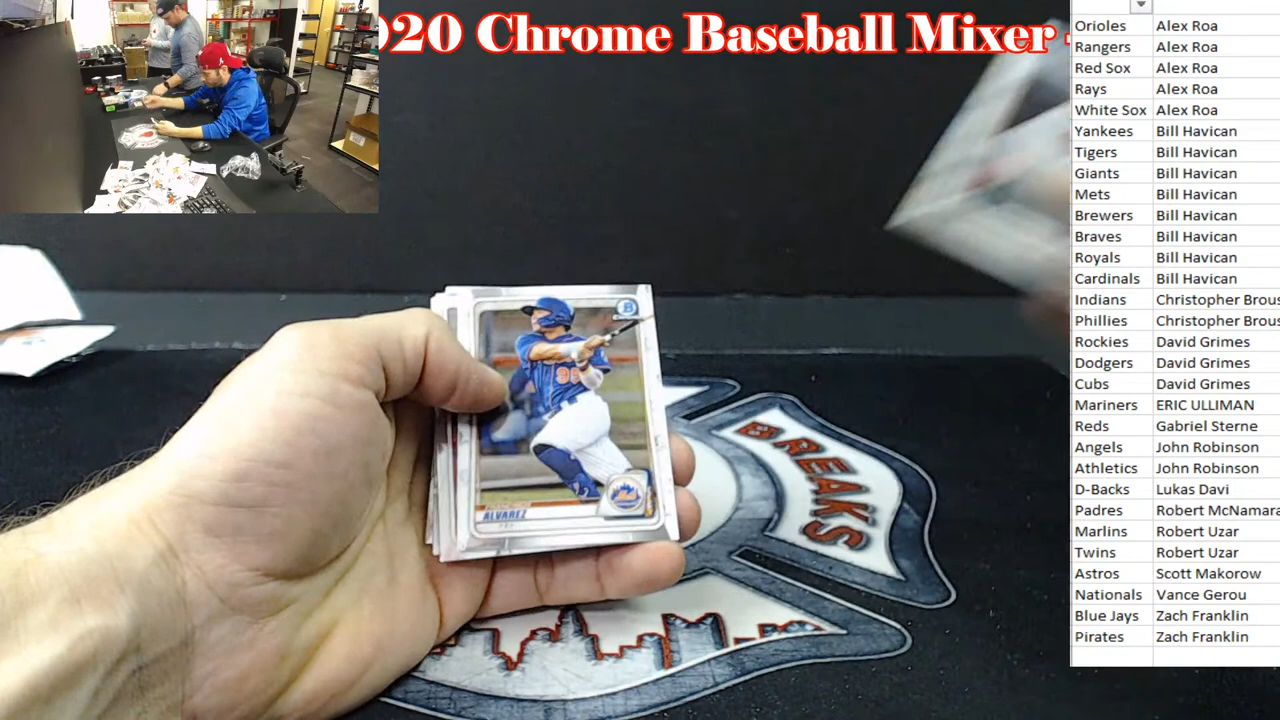 020 Chrome Baseball Mixer -
Orioles Alex Roa
Rangers Alex Roa
Red Sox Alex Roa
Rays Alex Roa
White Sox Alex Roa
Yankees Bill Havican
Tigers Bill Havican
Giants Bill Havican
Mets Bill Havican
Brewers Bill Havican
Braves Bill Havican
Royals Bill Havican
Cardinals Bill Havican
Indians Christopher Brous
Phillies Christopher Brous
Rockies David Grimes
Dodgers David Grimes
Cubs David Grimes
Mariners ERIC ULLIMAN
Reds Gabriel Sterne
Angels John Robinson
Athletics John Robinson
D-Backs Lukas Davi
Padres Robert McNamara
Marlins Robert Uzar
Twins Robert Uzar
Astros Scott Makorow
Nationals Vance Gerou
Blue Jays Zach Franklin
Pirates Zach Franklin
B
99
ALVAREZ
BREAKS